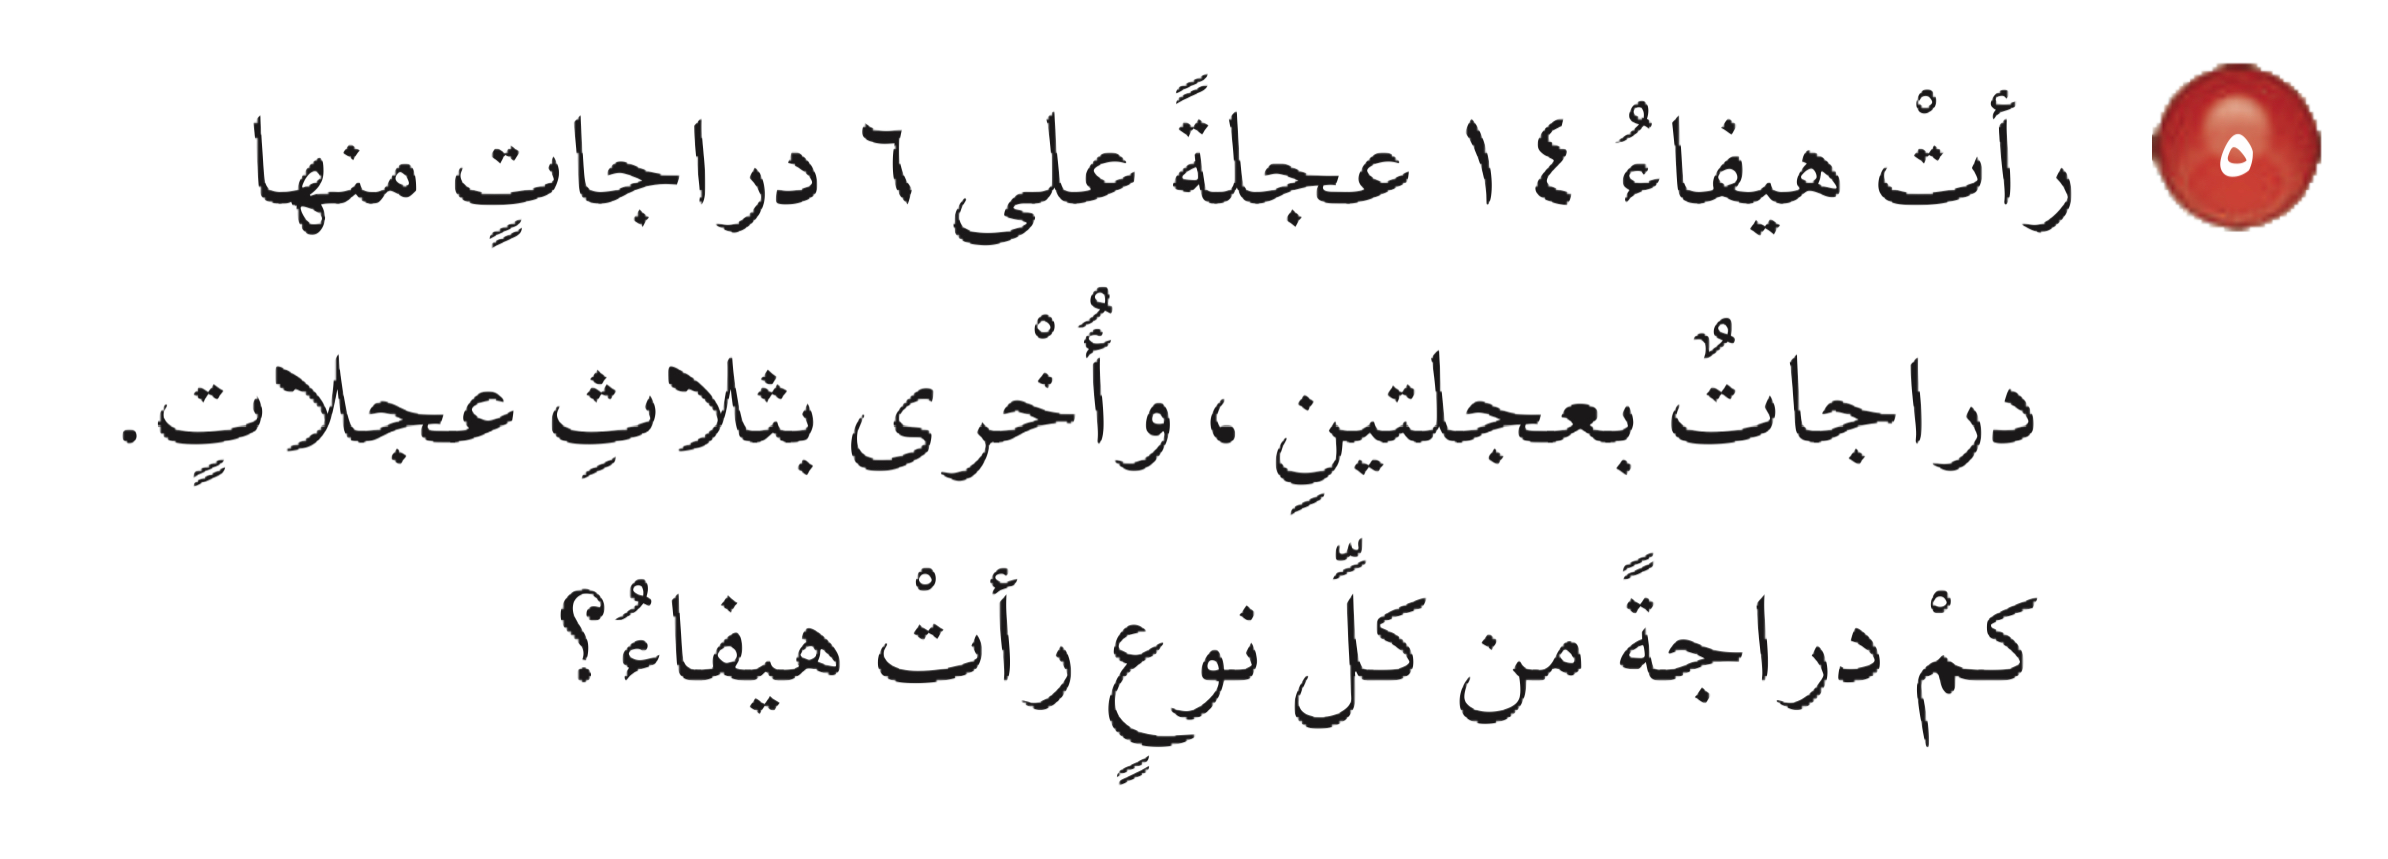 ٥ رأتْ هيفاءُ ١٤ عجلةً على ٦ دراجاتٍ منها
دراجاتٌ بعجلتينِ ، وأُخْرى بثلاثِ عجلاتٍ.
كمْ دراجةً من كلِّ نوعٍ رأتْ هيفاءُ؟